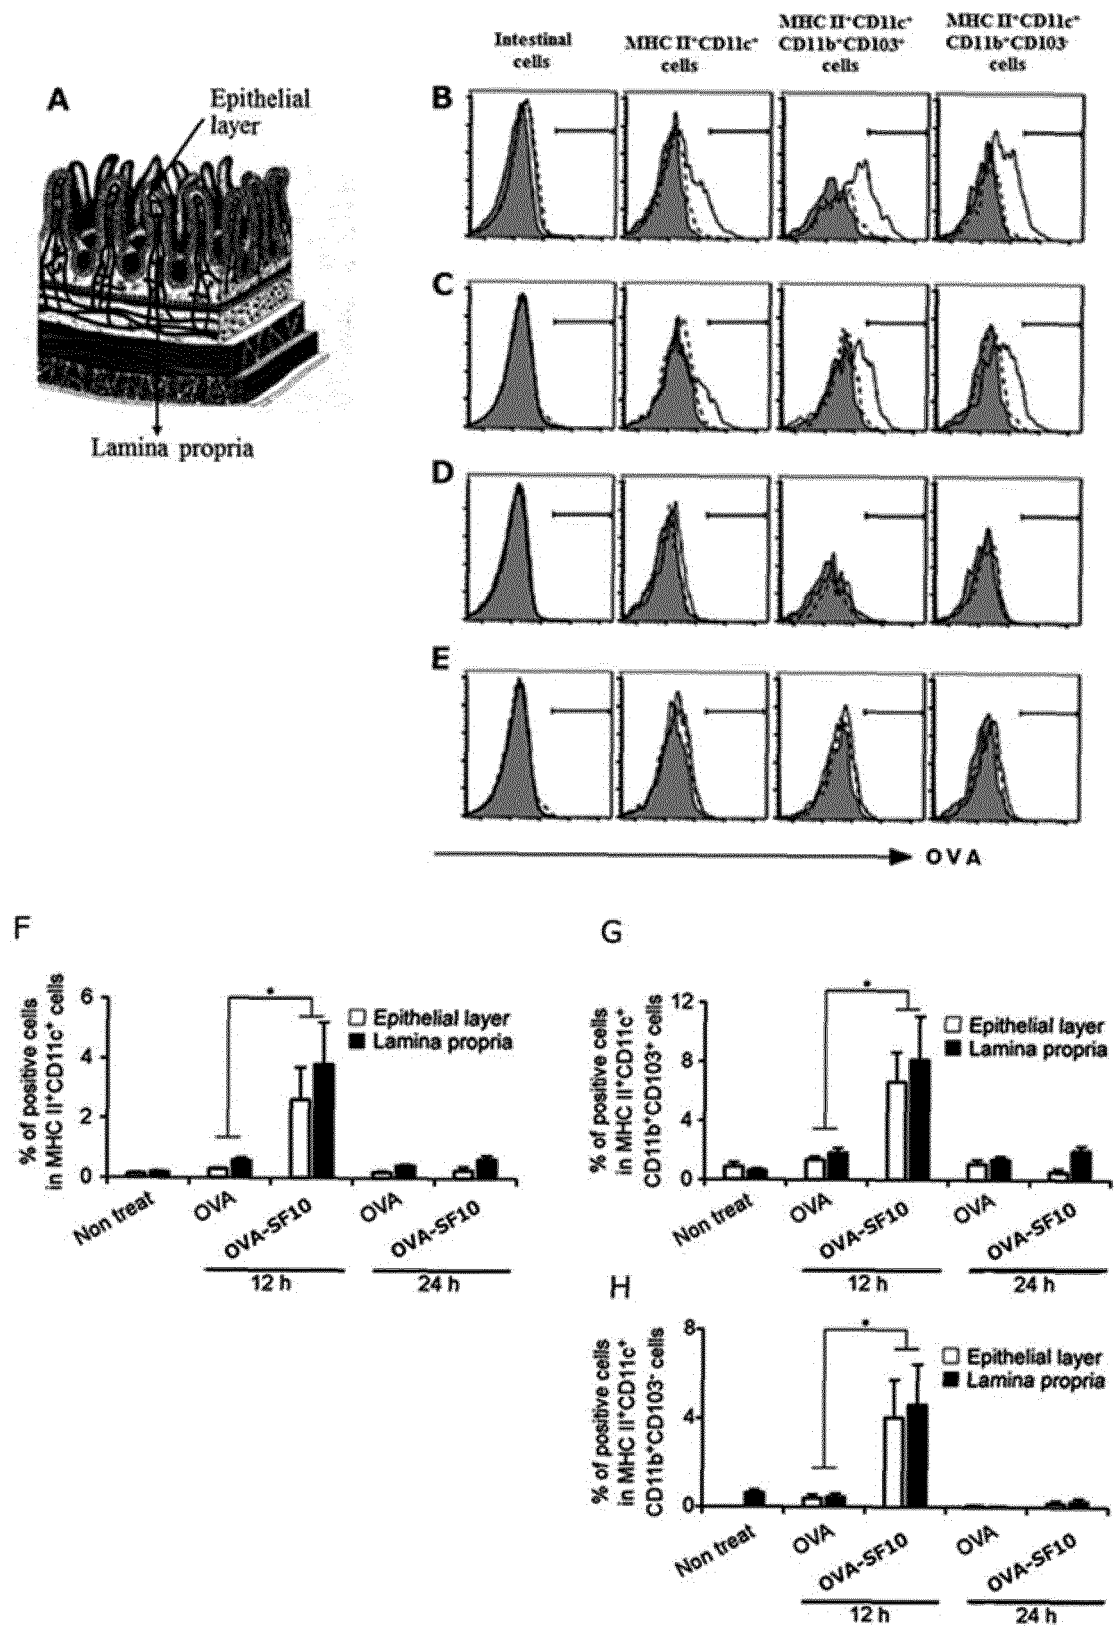 A
Epithelial
layer
Lamina propria
Intestinal
cells
MHC II⁺CD11c⁺
cells
MHC II⁺CD11c⁺
CD11b⁺CD103⁺
cells
MHC II⁺CD11c⁺
CD11b⁺CD103⁻
cells
B
C
D
E
OVA
F
% of positive cells
in MHC II⁺CD11c⁺ cells
6
4
2
0
Epithelial layer
Lamina propria
*
Non treat
OVA
OVA-SF10
OVA
OVA-SF10
12 h
24 h
G
% of positive cells
in MHC II⁺CD11c⁺
CD11b⁺CD103⁺ cells
12
8
4
0
Epithelial layer
Lamina propria
*
Non treat
OVA
OVA-SF10
OVA
OVA-SF10
12 h
24 h
H
% of positive cells
in MHC II⁺CD11c⁺
CD11b⁺CD103⁻ cells
8
4
0
Epithelial layer
Lamina propria
*
Non treat
OVA
OVA-SF10
OVA
OVA-SF10
12 h
24 h